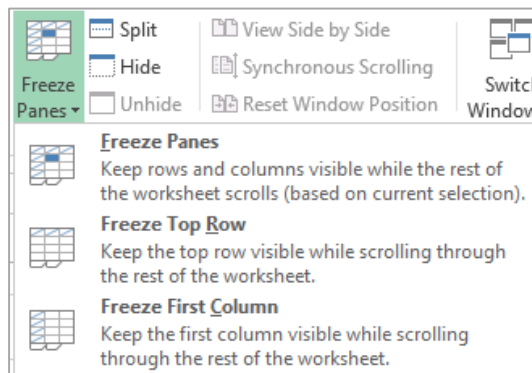 Freeze Panes
Split
Hide
Unhide
View Side by Side
Synchronous Scrolling
Reset Window Position
Freeze Panes
Keep rows and columns visible while the rest of
the worksheet scrolls (based on current selection).
Freeze Top Row
Keep the top row visible while scrolling through
the rest of the worksheet.
Freeze First Column
Keep the first column visible while scrolling
through the rest of the worksheet.